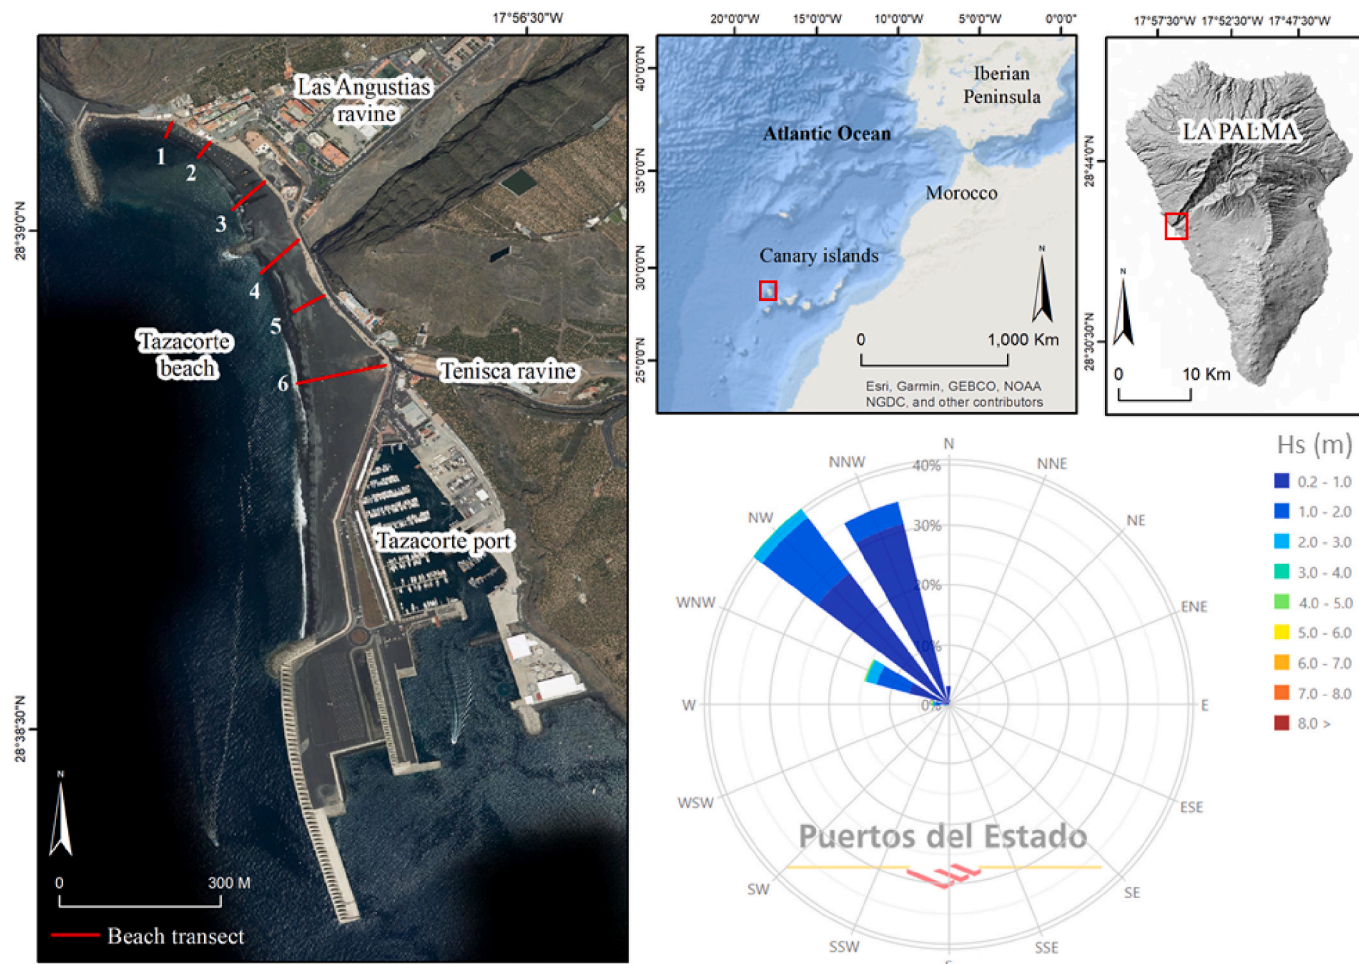 17°56'30"W
28°39'0"N
28°38'30"N
Las Angustias
ravine
1
2
3
4
5
6
Tazacorte
beach
Tenisca ravine
Tazacorte port
N
0 300 M
Beach transect
20°0'0"W 15°0'0"W 10°0'0"W 5°0'0"W 0°0'0"
40°0'0"N
35°0'0"N
30°0'0"N
25°0'0"N
Iberian
Peninsula
Atlantic Ocean
Morocco
Canary islands
N
0 1,000 Km
Esri, Garmin, GEBCO, NOAA
NGDC, and other contributors
17°57'30"W 17°52'30"W 17°47'30"W
28°44'0"N
28°30'30"N
LA PALMA
N
0 10 Km
N
NNE
NE
ENE
E
ESE
SE
SSE
S
SSW
SW
WSW
W
WNW
NW
NNW
40%
30%
20%
10%
0%
Puertos del Estado
Hs (m)
0.2 - 1.0
1.0 - 2.0
2.0 - 3.0
3.0 - 4.0
4.0 - 5.0
5.0 - 6.0
6.0 - 7.0
7.0 - 8.0
8.0 >